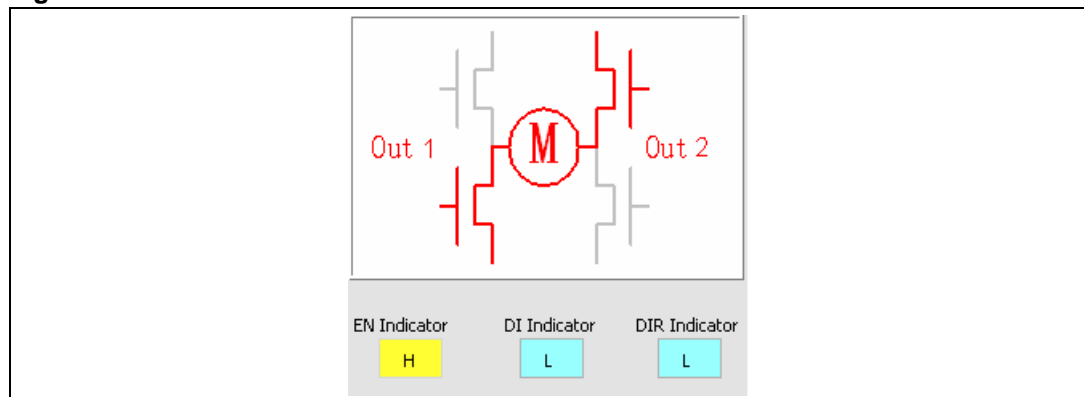 M
Out 1
Out 2
EN Indicator
DI Indicator
DIR Indicator
H
L
L